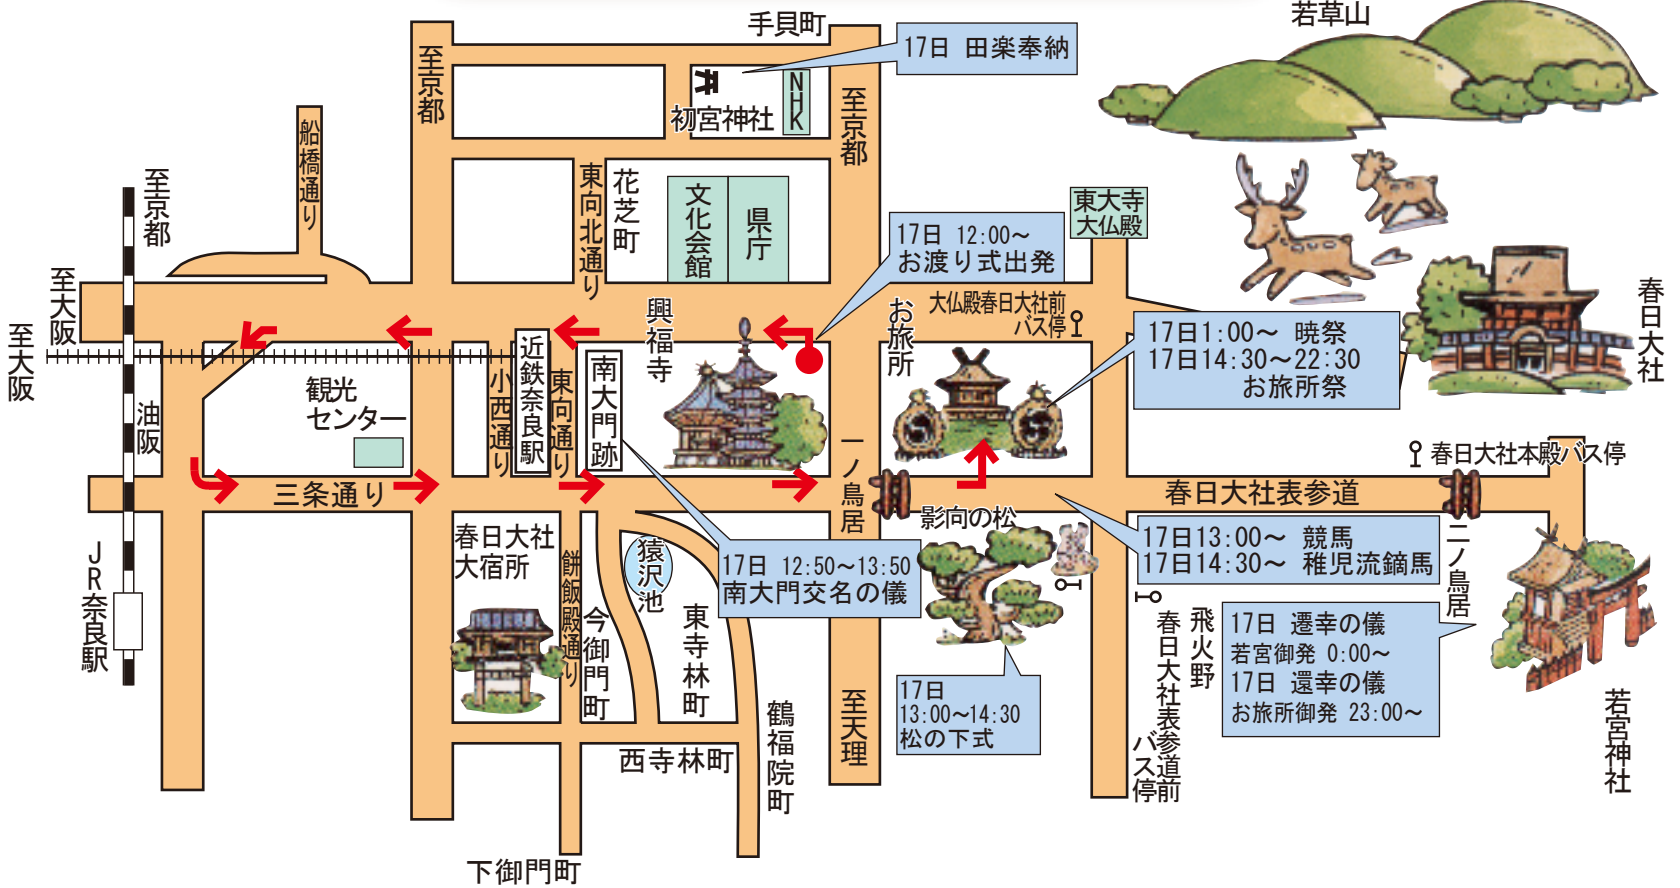 手貝町
若草山
17日 田楽奉納
至京都
NHK
初宮神社
至京都
船橋通り
至京都
東向北通り
花芝町
文化会館
県庁
東大寺
大仏殿
17日 12:00～
お渡り式出発
至大阪
至大阪
興福寺
お旅所
大仏殿春日大社前
バス停
17日1:00～ 暁祭
17日14:30～22:30
お旅所祭
春日大社
近鉄奈良駅
小西通り
東向通り
南大門跡
観光
センター
油阪
一ノ鳥居
春日大社本殿バス停
三条通り
春日大社表参道
影向の松
二ノ鳥居
17日13:00～ 競馬
17日14:30～ 稚児流鏑馬
春日大社
大宿所
餅飯殿通り
猿沢池
17日 12:50～13:50
南大門交名の儀
JR奈良駅
今御門町
東寺林町
飛火野
春日大社表参道前
バス停
17日 遷幸の儀
若宮御発 0:00～
17日 還幸の儀
お旅所御発 23:00～
17日
13:00～14:30
松の下式
至天理
若宮神社
鶴福院町
西寺林町
下御門町